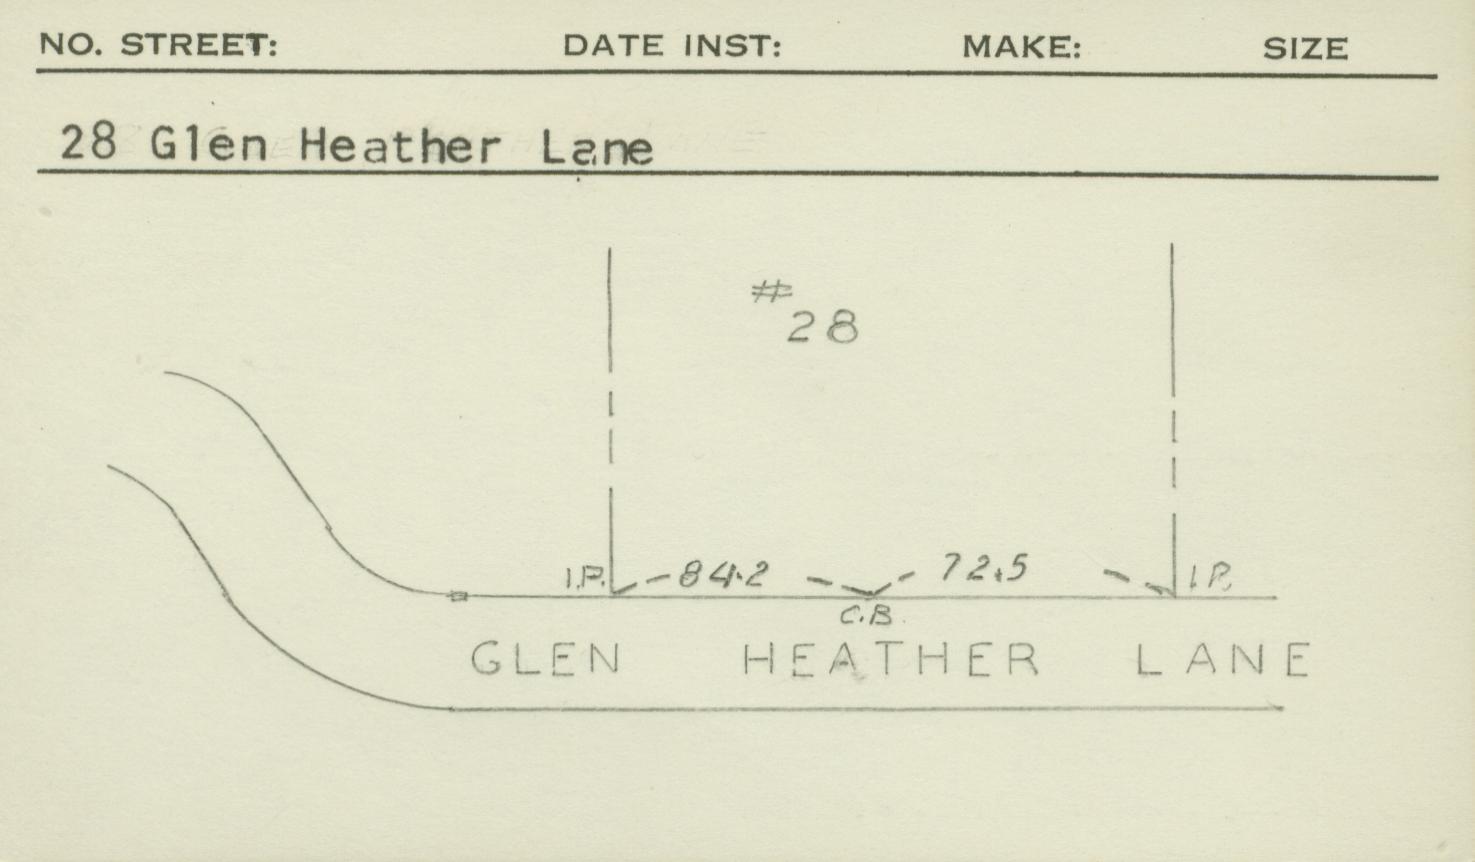 NO. STREET: DATE INST: MAKE: SIZE
28 Glen Heather Lane
#
28
I.P. 84.2 72.5 I.P.
C.B.
GLEN HEATHER LANE